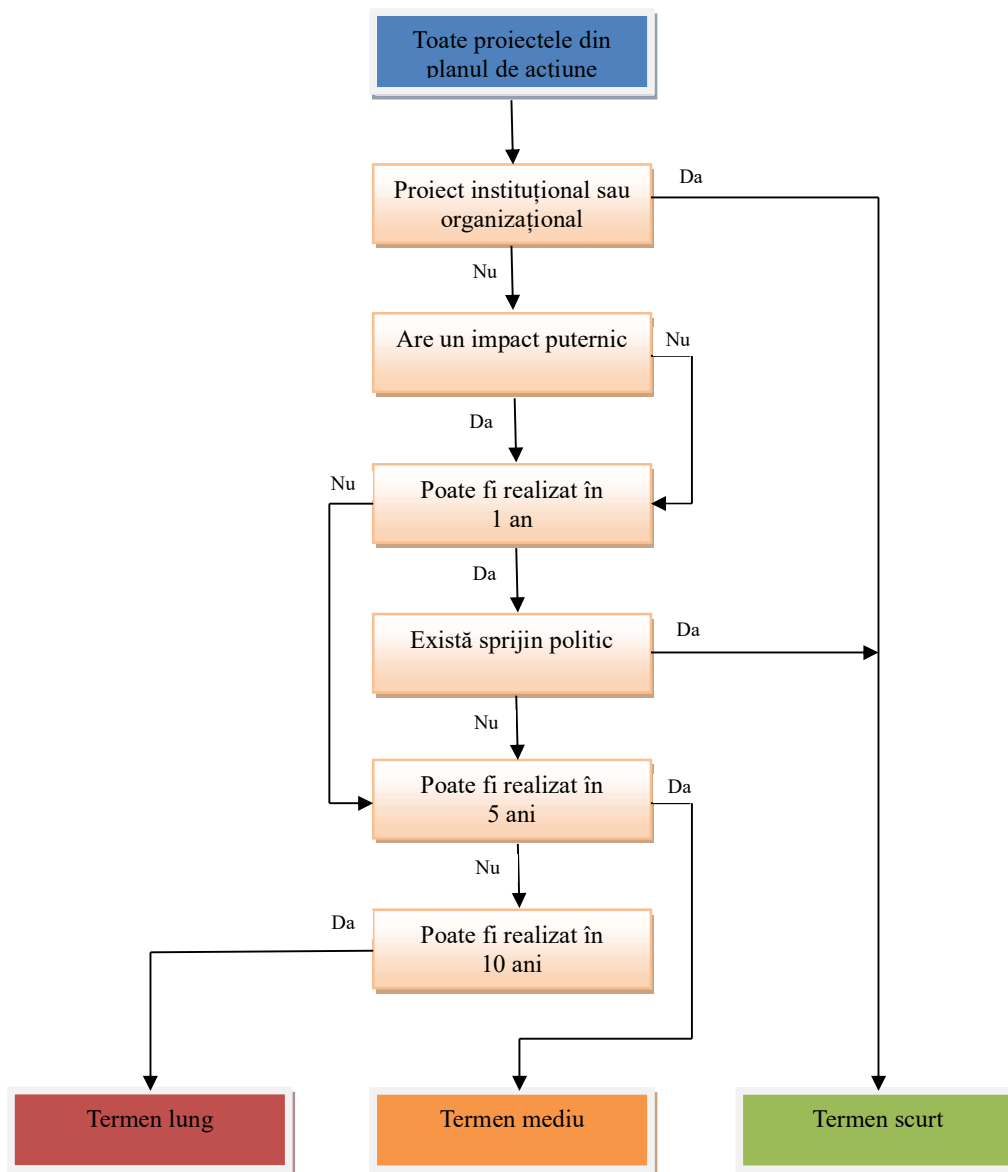 Toate proiectele din
planul de acțiune
Da
Proiect instituțional sau
organizațional
Nu
Are un impact puternic
Nu
Da
Nu
Poate fi realizat în
1 an
Da
Există sprijin politic
Da
Nu
Poate fi realizat în
5 ani
Da
Nu
Da
Poate fi realizat în
10 ani
Termen lung
Termen mediu
Termen scurt